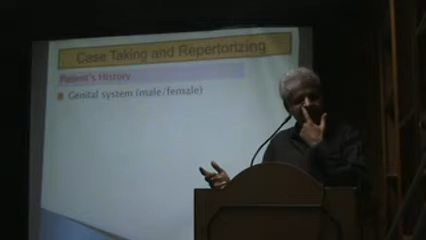 Case Taking and Repertorizing
Patient's History
Genital system (male/female)